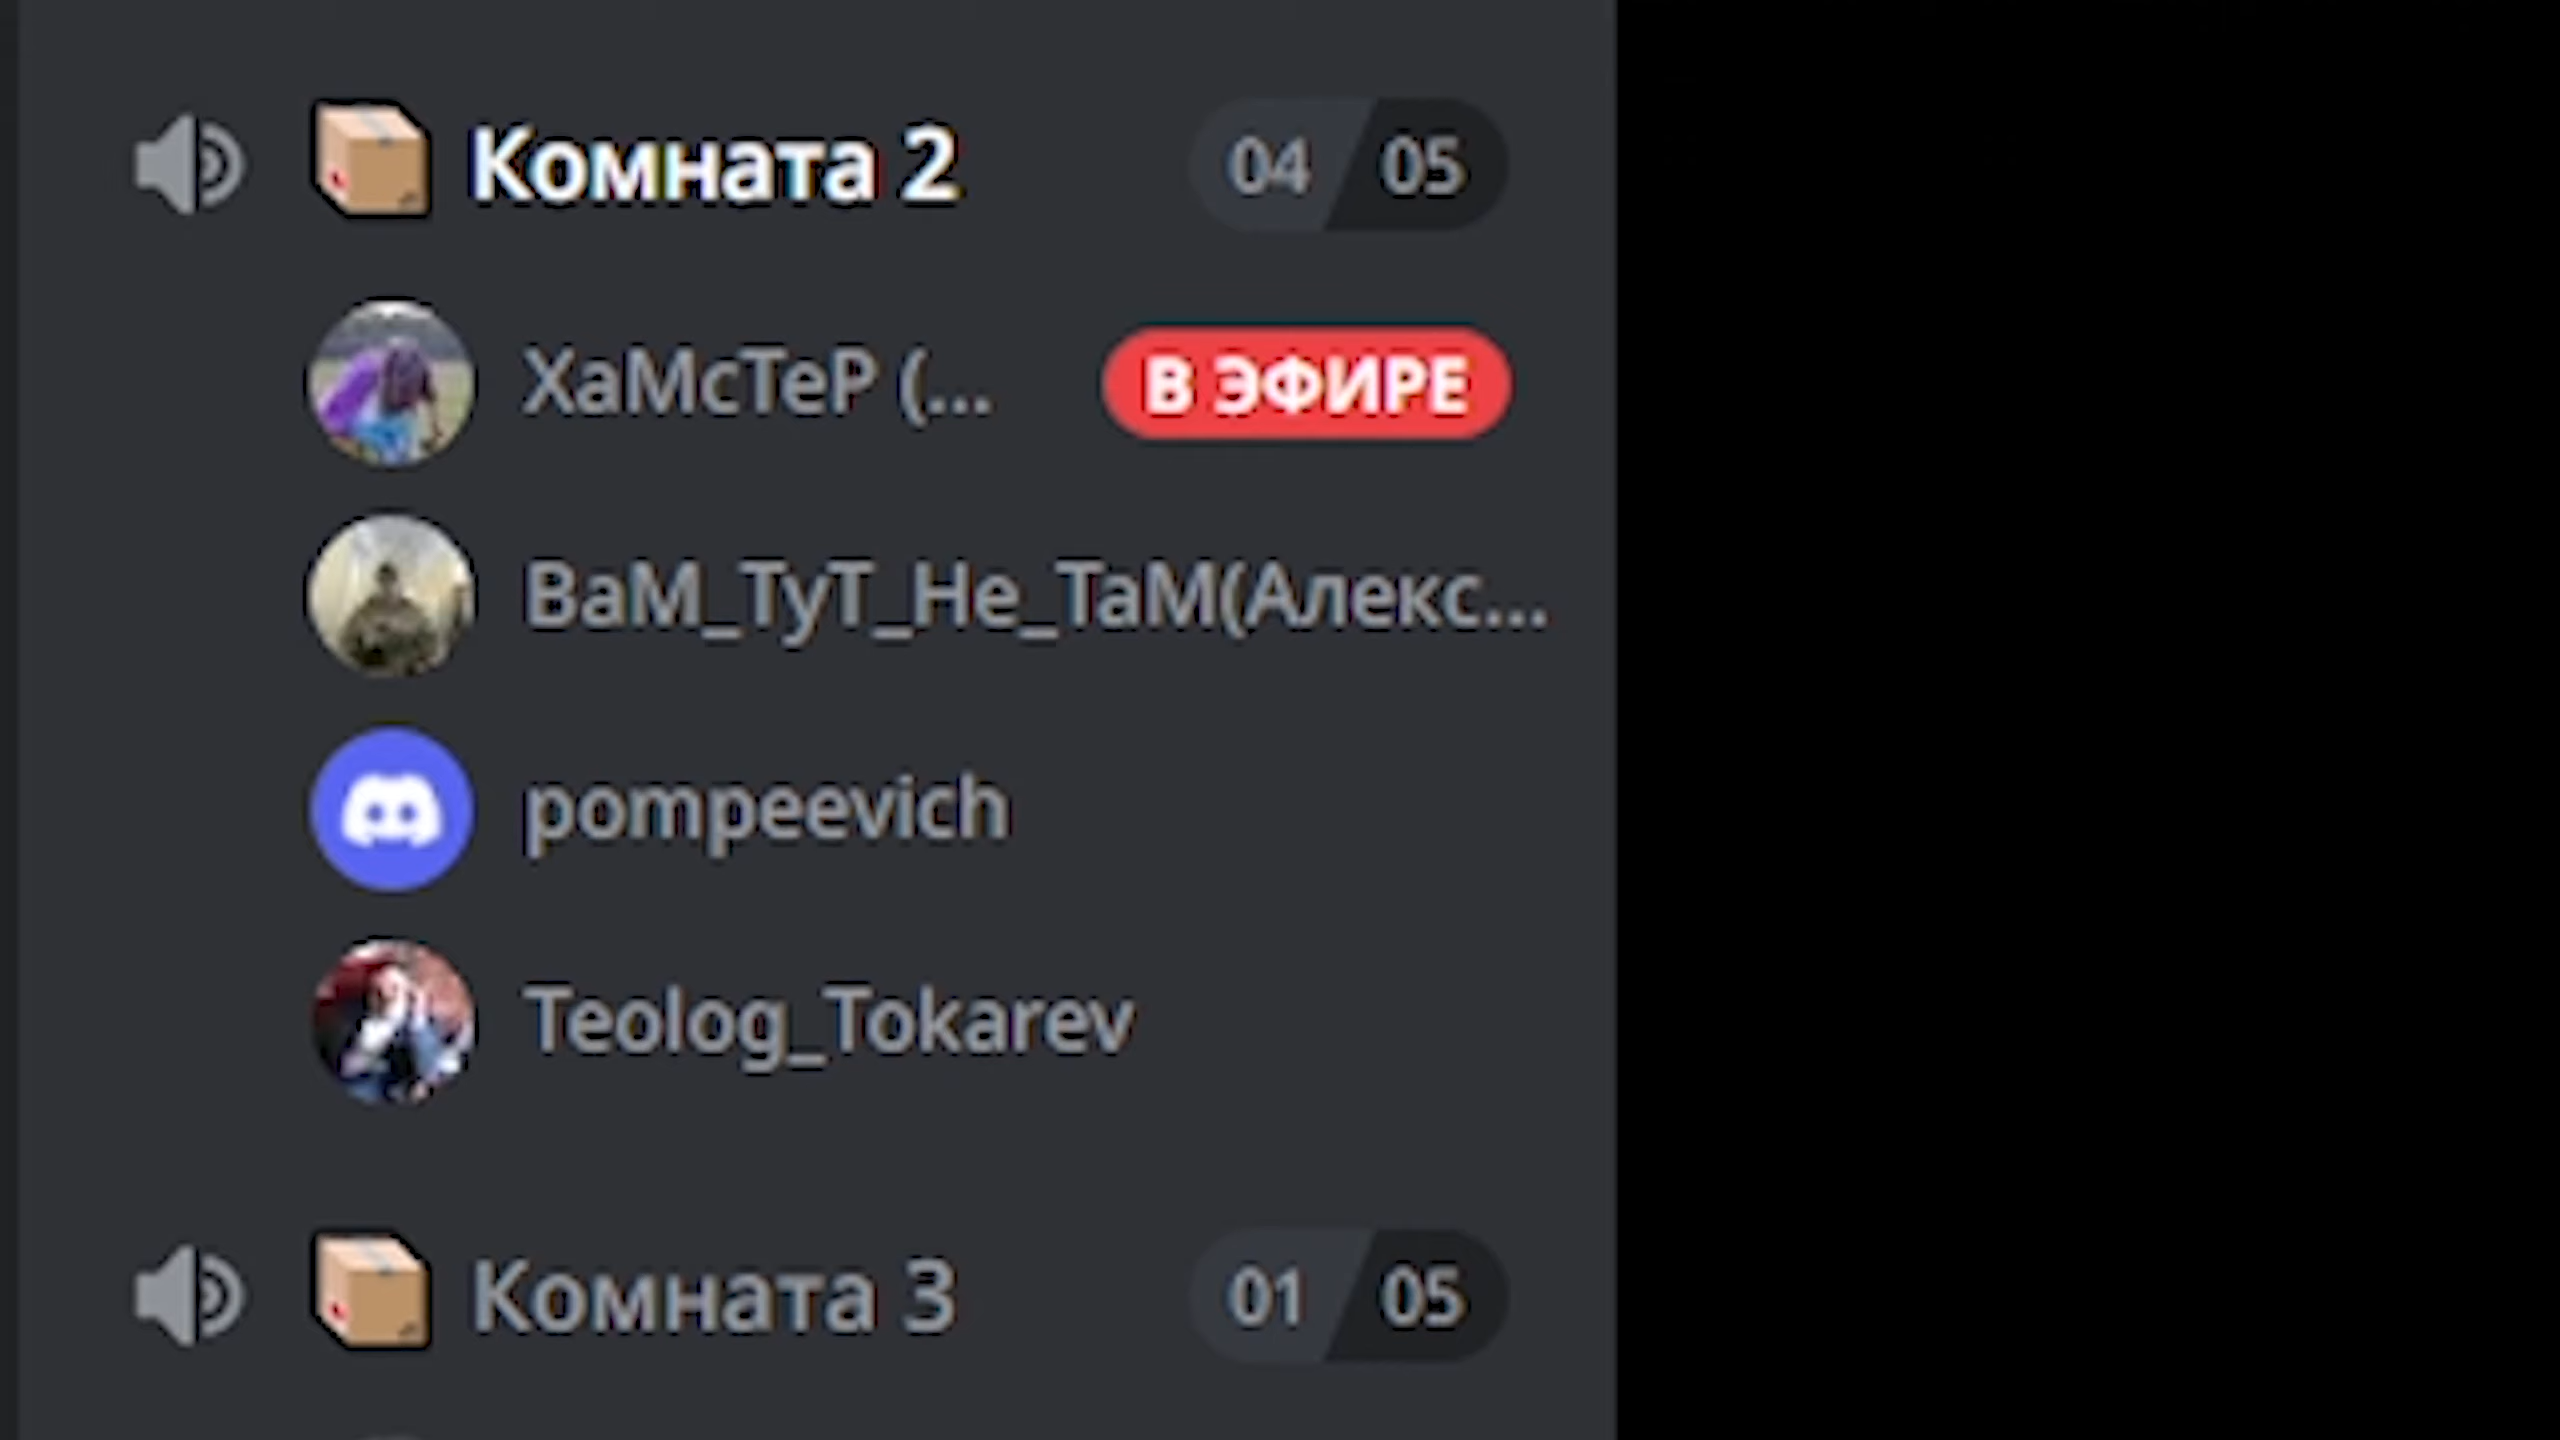 Комната 2
04 05
ХаМсТеР (...
В ЭФИРЕ
ВаМ_ТуТ_Не_ТаМ(Алекс...
pompeevich
Teolog_Tokarev
Комната 3
01 05